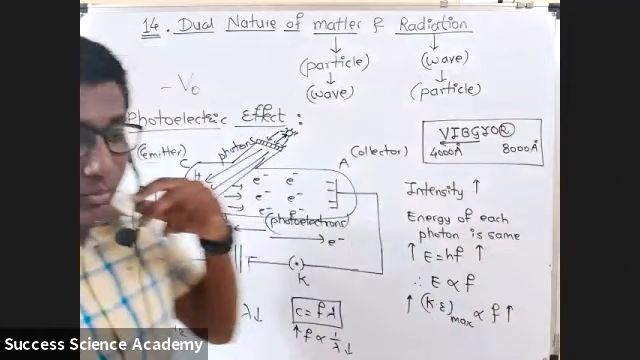 14. Dual Nature of matter & Radiation
(particle)
(wave)
(wave)
(particle)
- V₀
Photoelectric Effect :
(Emitter)
C
photons
A
(Collector)
e⁻ e⁻
e⁻ e⁻
e⁻ e⁻
(photoelectrons)
e⁻
K
λ↓
c = fλ
↑ f ∝ 1/λ ↓
VIBGYOR
4000Å 8000Å
Intensity ↑
Energy of each
photon is same
↑ E = hf ↑
∴ E ∝ f
↑ (K.E)max ∝ f ↑
Success Science Academy